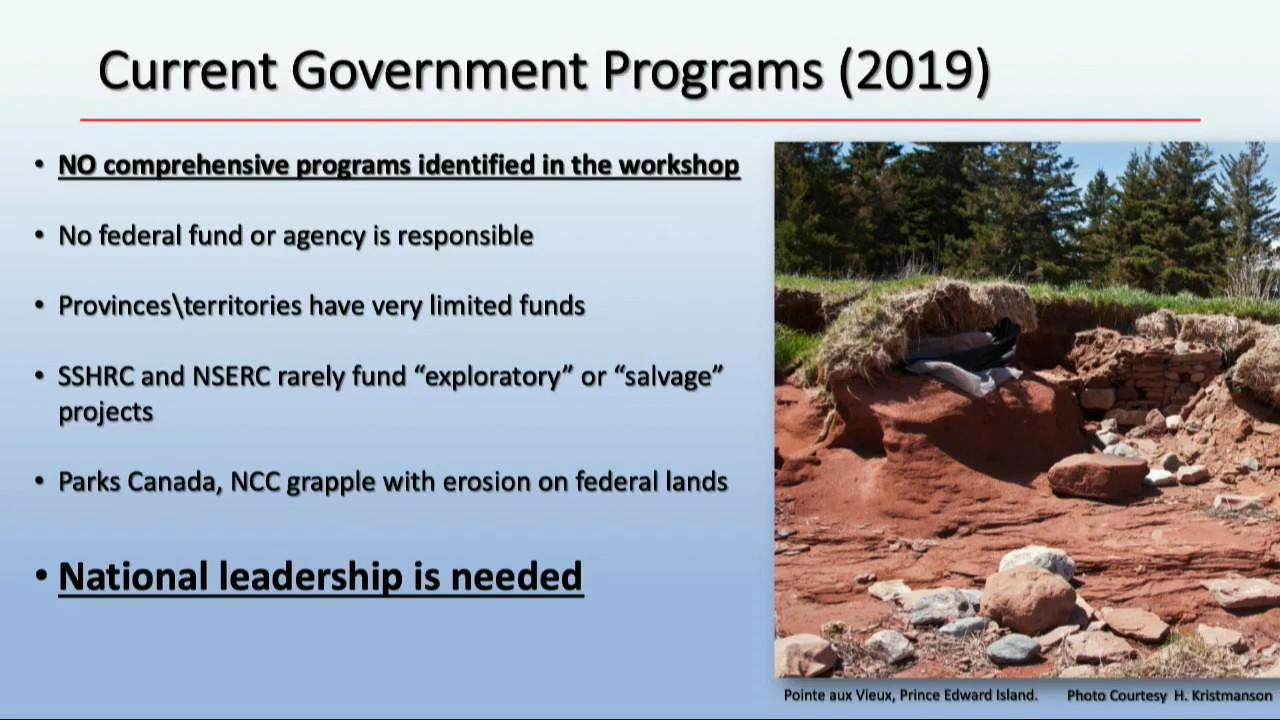 Current Government Programs (2019)
• NO comprehensive programs identified in the workshop
• No federal fund or agency is responsible
• Provinces\territories have very limited funds
• SSHRC and NSERC rarely fund “exploratory” or “salvage”
projects
• Parks Canada, NCC grapple with erosion on federal lands
• National leadership is needed
Pointe aux Vieux, Prince Edward Island. Photo Courtesy H. Kristmanson